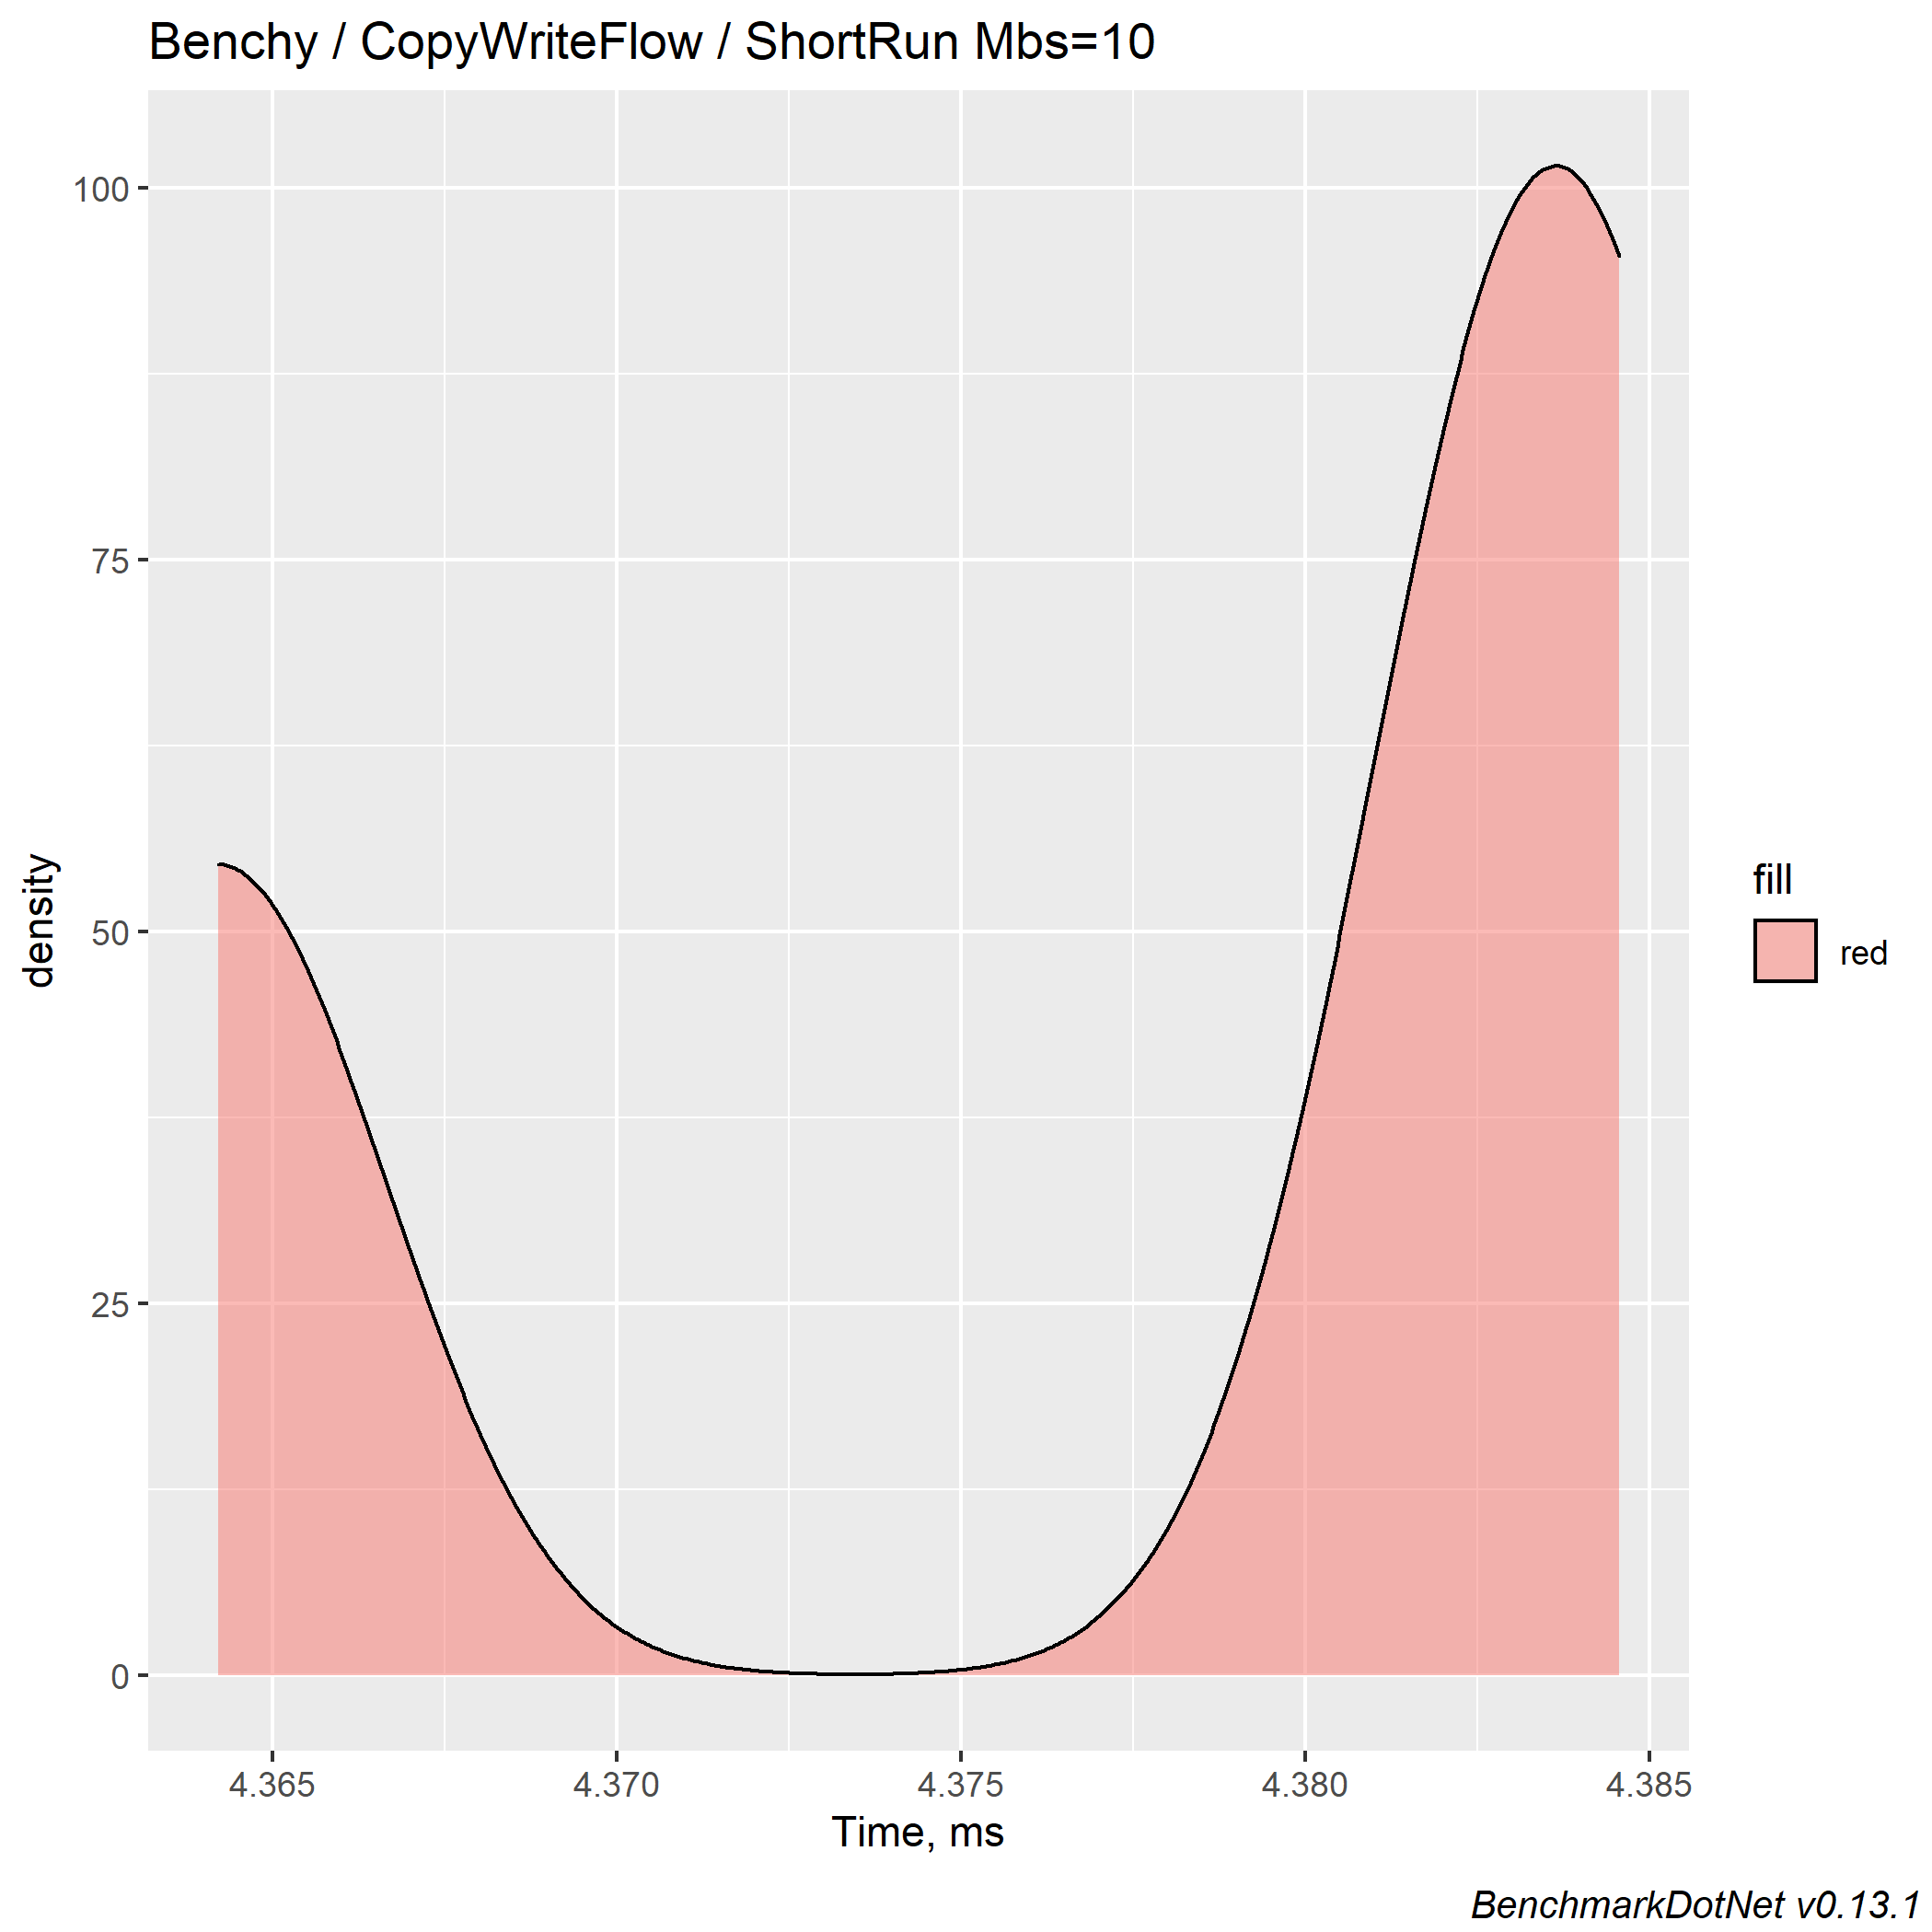 Benchy / CopyWriteFlow / ShortRun Mbs=10
100
75
50
25
0
density
4.365 4.370 4.375 4.380 4.385
Time, ms
fill
red
BenchmarkDotNet v0.13.1